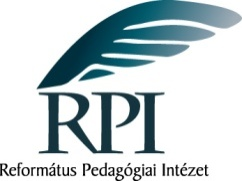 RPI
Református Pedagógiai Intézet